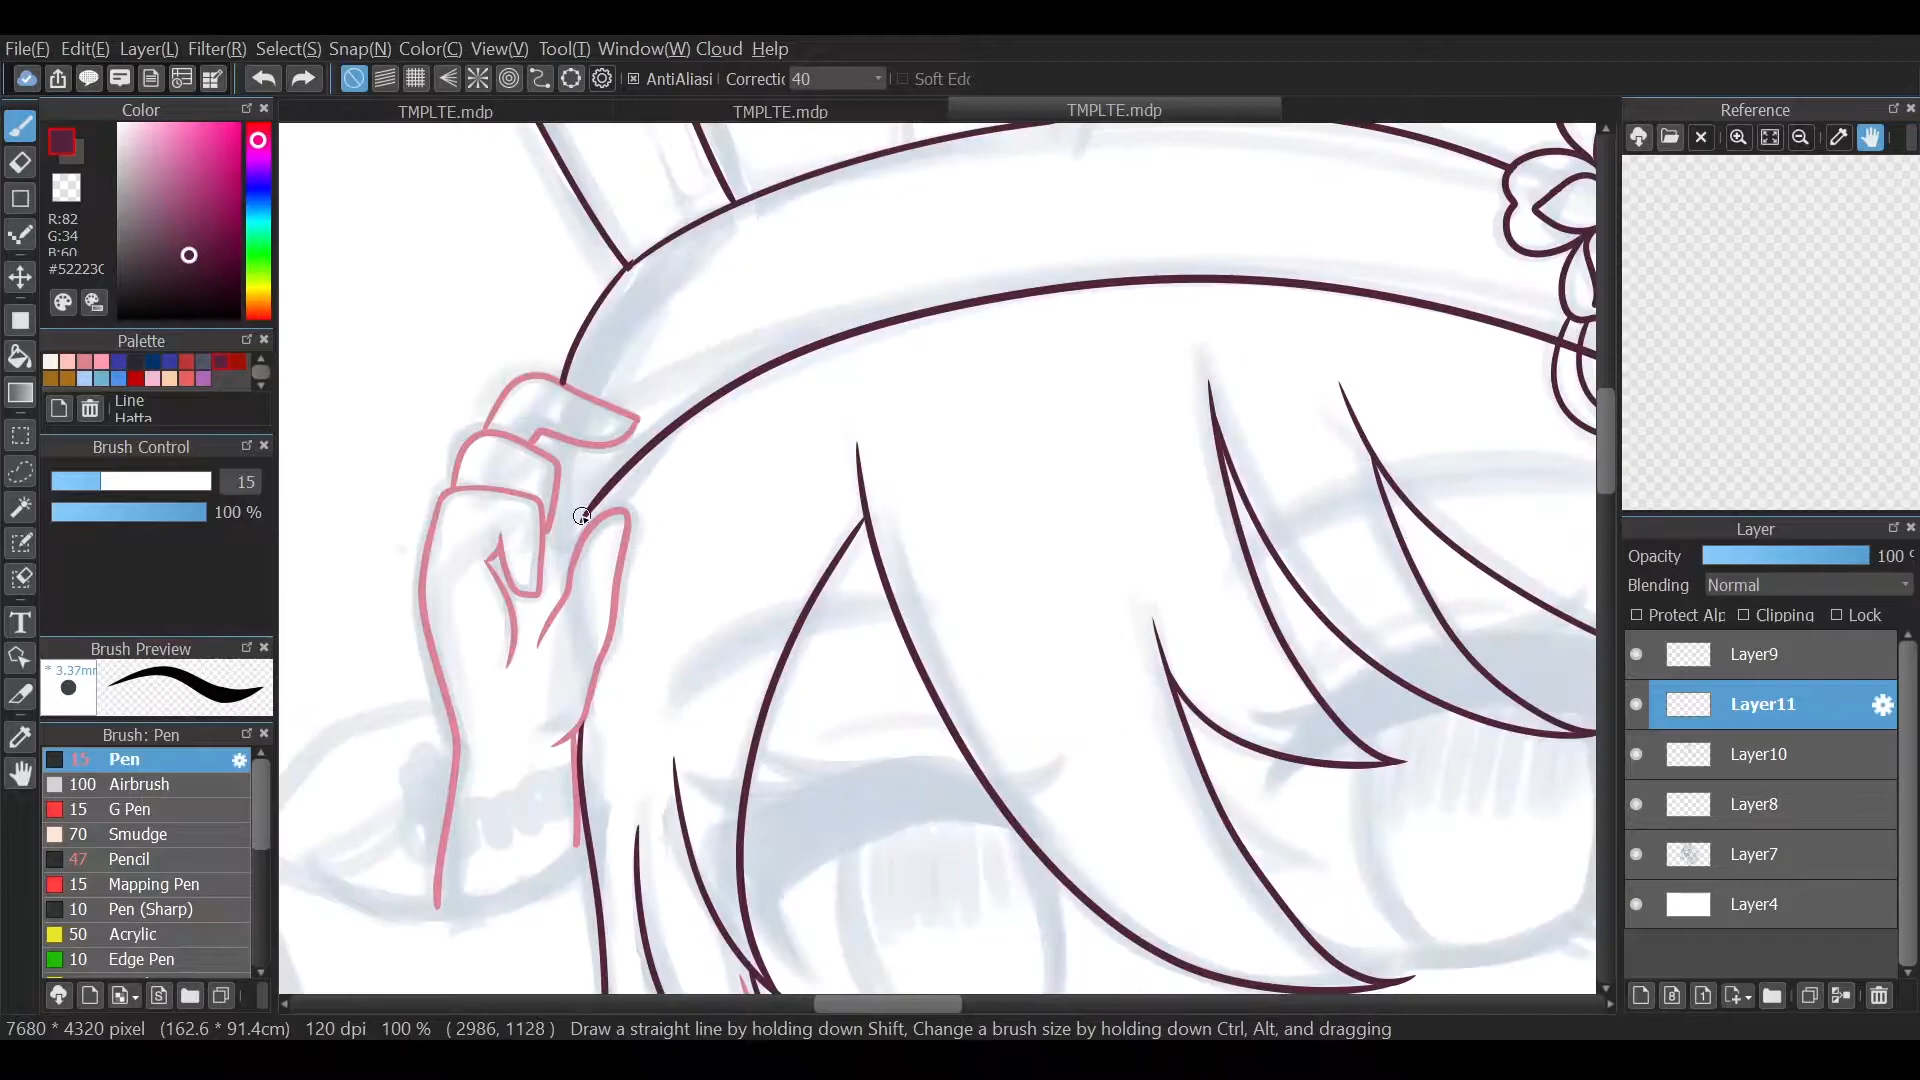 File(F) Edit(E) Layer(L) Filter(R) Select(S) Snap(N) Color(C) View(V) Tool(T) Window(W) Cloud Help
AntiAliasi Correctic 40 Soft Edc
Color
TMPLTE.mdp TMPLTE.mdp TMPLTE.mdp
Reference
R:82
G:34
B:60
#52223C
Palette
Line
Hatta
Brush Control
15
100 %
Brush Preview
* 3.37mm
Brush: Pen
15 Pen
100 Airbrush
15 G Pen
70 Smudge
47 Pencil
15 Mapping Pen
10 Pen (Sharp)
50 Acrylic
10 Edge Pen
Layer
Opacity 100
Blending Normal
Protect Alp Clipping Lock
Layer9
Layer11
Layer10
Layer8
Layer7
Layer4
7680 * 4320 pixel (162.6 * 91.4cm) 120 dpi 100 % ( 2986, 1128 ) Draw a straight line by holding down Shift, Change a brush size by holding down Ctrl, Alt, and dragging